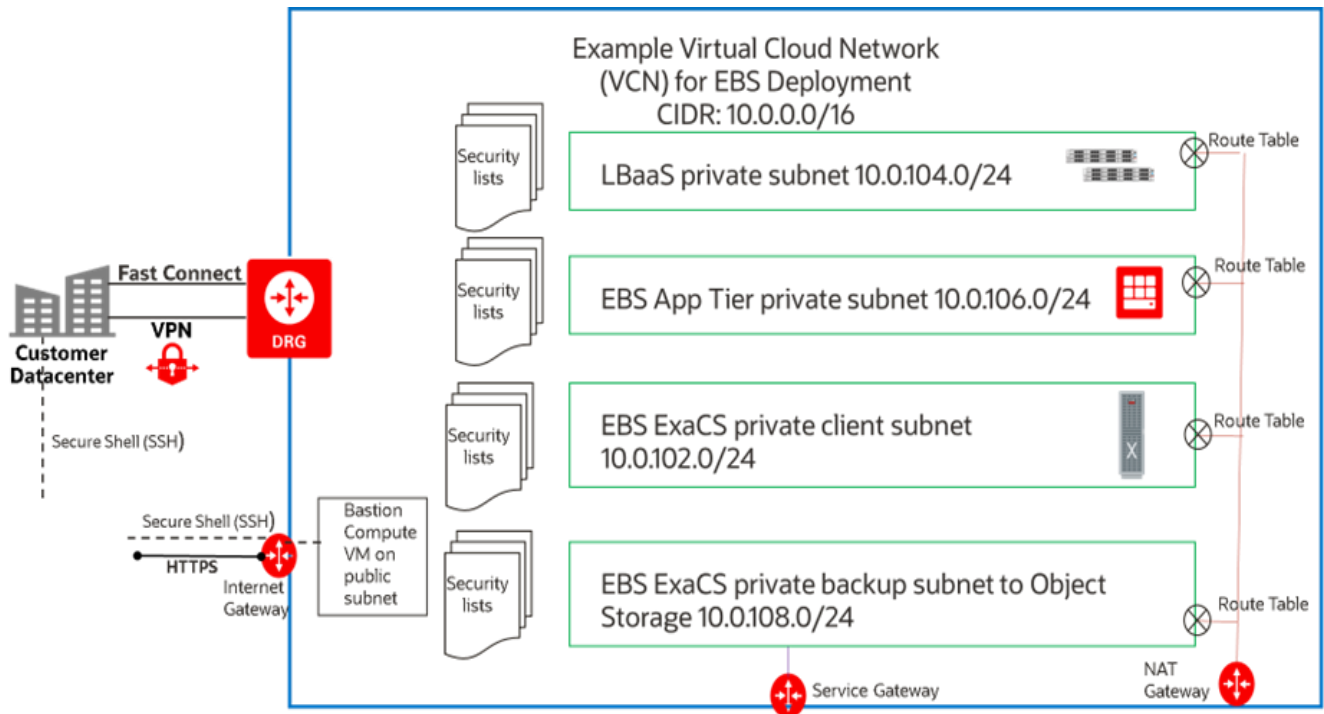 Example Virtual Cloud Network
(VCN) for EBS Deployment
CIDR: 10.0.0.0/16
Security
lists
LBaaS private subnet 10.0.104.0/24
Route Table
Security
lists
EBS App Tier private subnet 10.0.106.0/24
Route Table
Fast Connect
VPN
DRG
Customer
Datacenter
Secure Shell (SSH)
Security
lists
EBS ExaCS private client subnet
10.0.102.0/24
Route Table
Secure Shell (SSH)
HTTPS
Internet
Gateway
Bastion
Compute
VM on
public
subnet
Security
lists
EBS ExaCS private backup subnet to Object
Storage 10.0.108.0/24
Route Table
Service Gateway
NAT
Gateway